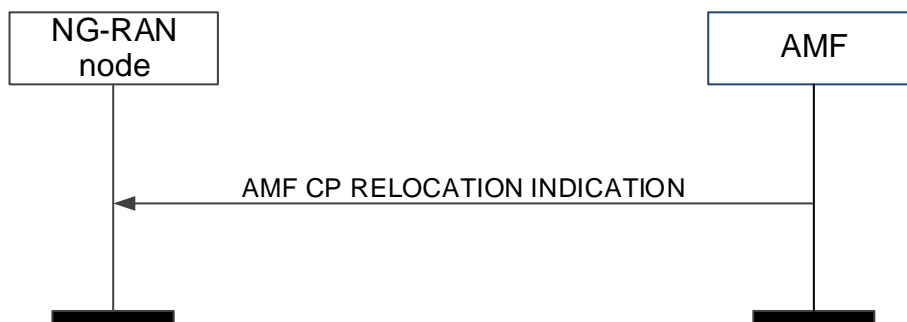 NG-RAN
node
AMF
AMF CP RELOCATION INDICATION